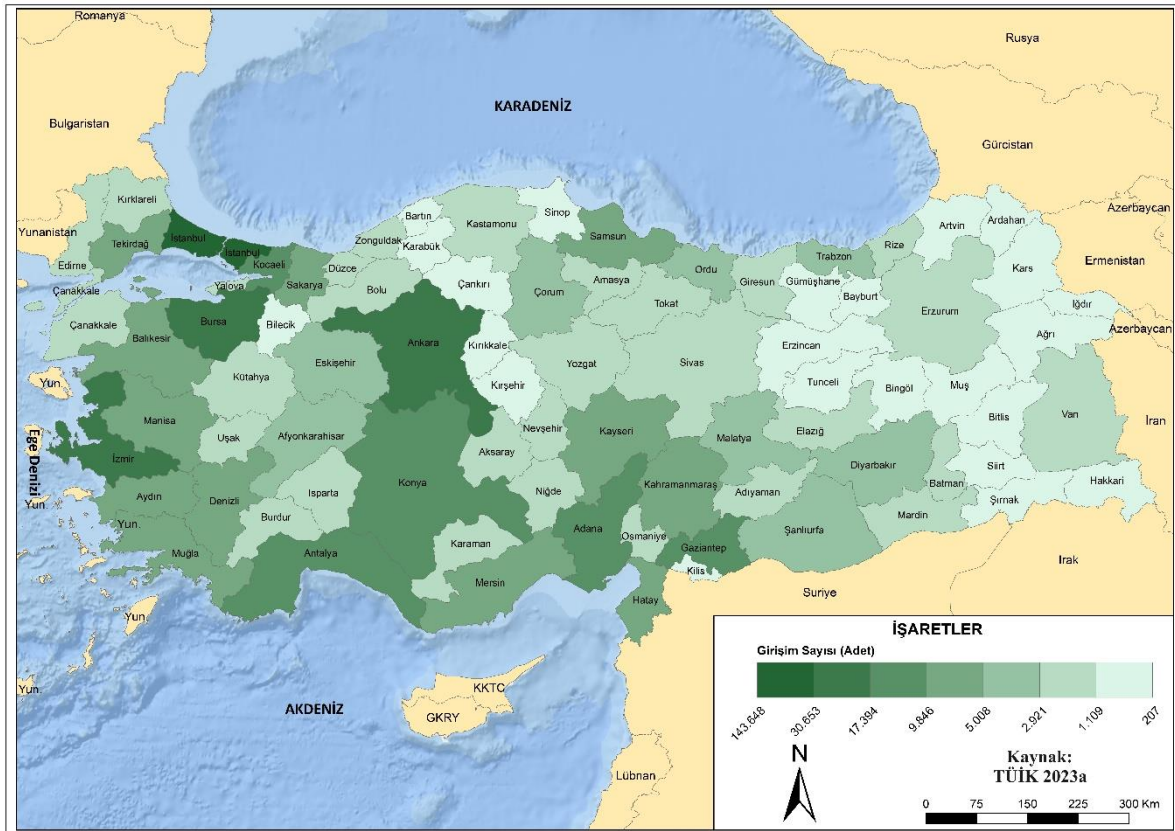 Romanya
Rusya
KARADENİZ
Bulgaristan
Gürcistan
Azerbaycan
Ermenistan
Azerbaycan
Yunanistan
İran
Irak
Suriye
Lübnan
Kırklareli
Edirne
Tekirdağ
İstanbul
İstanbul
Kocaeli
Yalova
Sakarya
Düzce
Zonguldak
Bartın
Karabük
Kastamonu
Sinop
Samsun
Ordu
Giresun
Trabzon
Rize
Artvin
Ardahan
Kars
Iğdır
Ağrı
Çanakkale
Çanakkale
Balıkesir
Bursa
Bilecik
Bolu
Çankırı
Çorum
Amasya
Tokat
Gümüşhane
Bayburt
Erzurum
Erzincan
Eskişehir
Ankara
Kırıkkale
Kırşehir
Yozgat
Sivas
Tunceli
Bingöl
Muş
Bitlis
Van
Yun.
Kütahya
Manisa
Uşak
Afyonkarahisar
Nevşehir
Kayseri
Malatya
Elazığ
Diyarbakır
Batman
Siirt
Şırnak
Hakkari
Ege Denizi
İzmir
Yun.
Aydın
Denizli
Isparta
Burdur
Konya
Aksaray
Niğde
Kahramanmaraş
Adıyaman
Şanlıurfa
Mardin
Yun.
Muğla
Antalya
Karaman
Mersin
Adana
Osmaniye
Gaziantep
Kilis
Hatay
Yun.
Yun.
AKDENİZ
KKTC
GKRY
İŞARETLER
Girişim Sayısı (Adet)
143.648
30.653
17.394
9.846
5.008
2.921
1.109
207
N
Kaynak:
TÜİK 2023a
0 75 150 225 300 Km